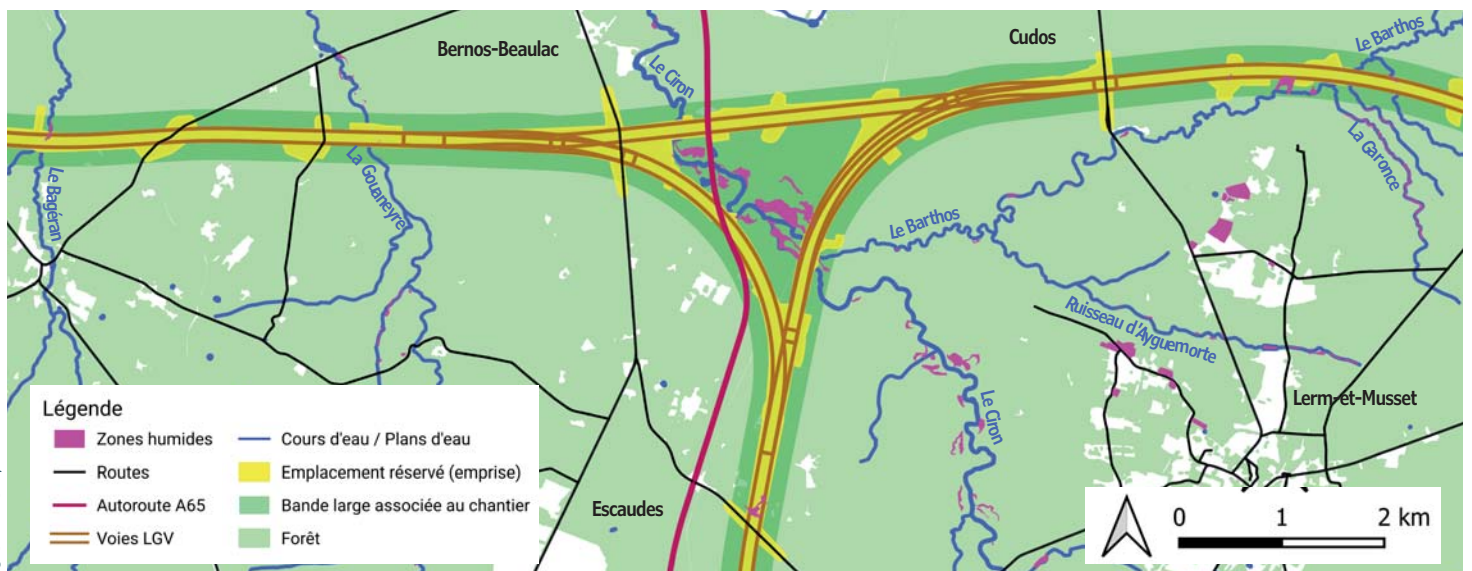 Bernos-Beaulac
Cudos
Le Barthos
Le Ciron
La Garonce
Le Bagéran
La Gouaneyre
Le Barthos
Ruisseau d'Ayguemorte
Lerm-et-Musset
Le Ciron
Escaudes
Légende
Zones humides
Cours d'eau / Plans d'eau
Routes
Emplacement réservé (emprise)
Autoroute A65
Bande large associée au chantier
Voies LGV
Forêt
0 1 2 km